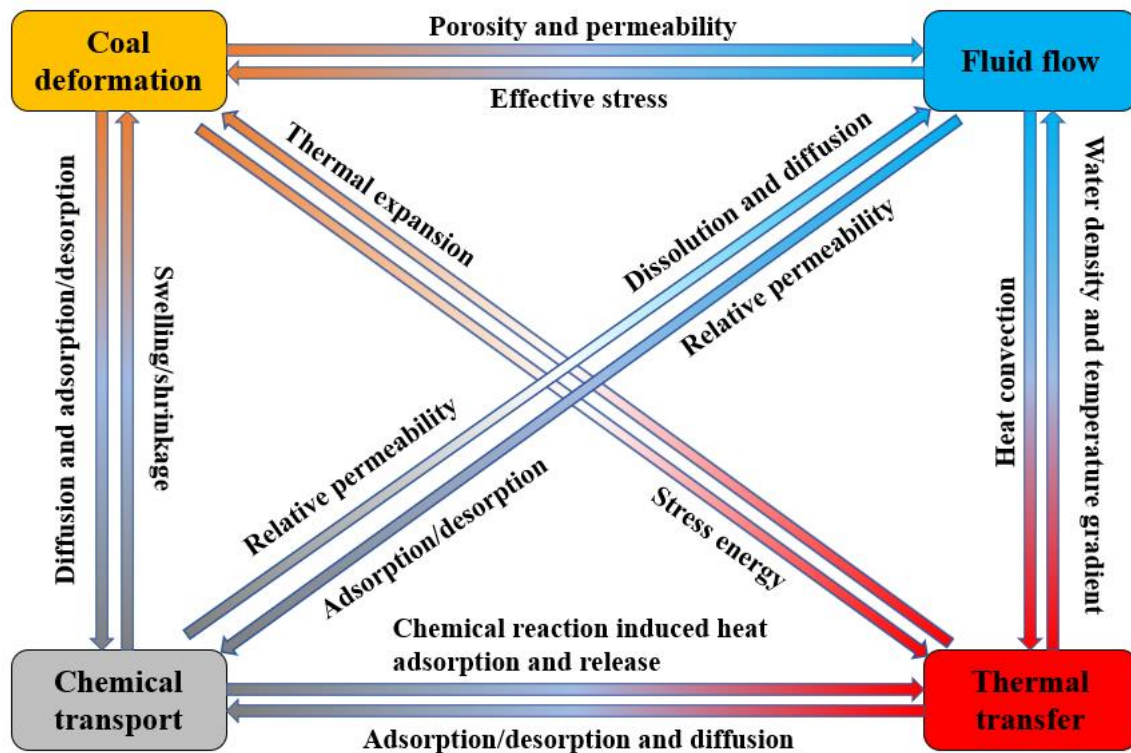 Coal
deformation
Porosity and permeability
Effective stress
Fluid flow
Thermal expansion
Dissolution and diffusion
Relative permeability
Diffusion and adsorption/desorption
Swelling/shrinkage
Heat convection
Water density and temperature gradient
Relative permeability
Adsorption/desorption
Stress energy
Chemical reaction induced heat
adsorption and release
Chemical
transport
Thermal
transfer
Adsorption/desorption and diffusion